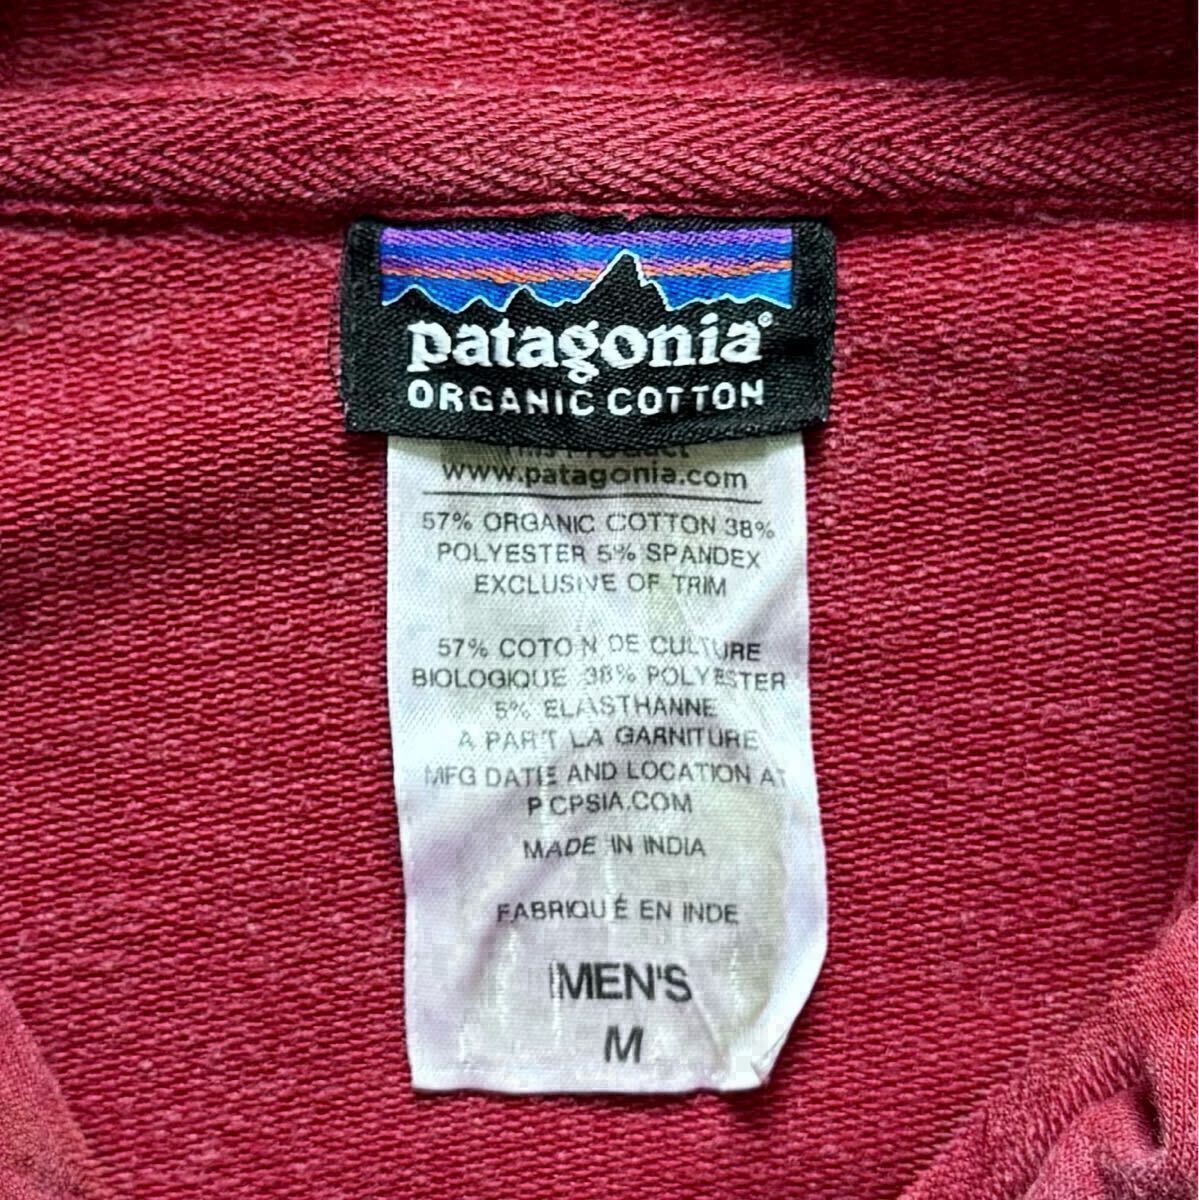 patagonia®
ORGANIC COTTON
This Product
www.patagonia.com
57% ORGANIC COTTON 38%
POLYESTER 5% SPANDEX
EXCLUSIVE OF TRIM
57% COTON DE CULTURE
BIOLOGIQUE 38% POLYESTER
5% ELASTHANNE
A PART LA GARNITURE
MFG DATE AND LOCATION AT
PCPSIA.COM
MADE IN INDIA
FABRIQUÉ EN INDE
MEN'S
M